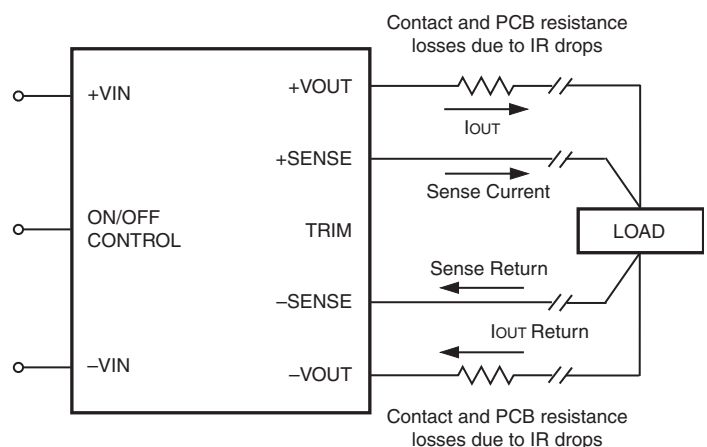 Contact and PCB resistance
losses due to IR drops
+VOUT
+VIN
IOUT
+SENSE
Sense Current
ON/OFF
CONTROL
TRIM
LOAD
Sense Return
–SENSE
IOUT Return
–VIN
–VOUT
Contact and PCB resistance
losses due to IR drops